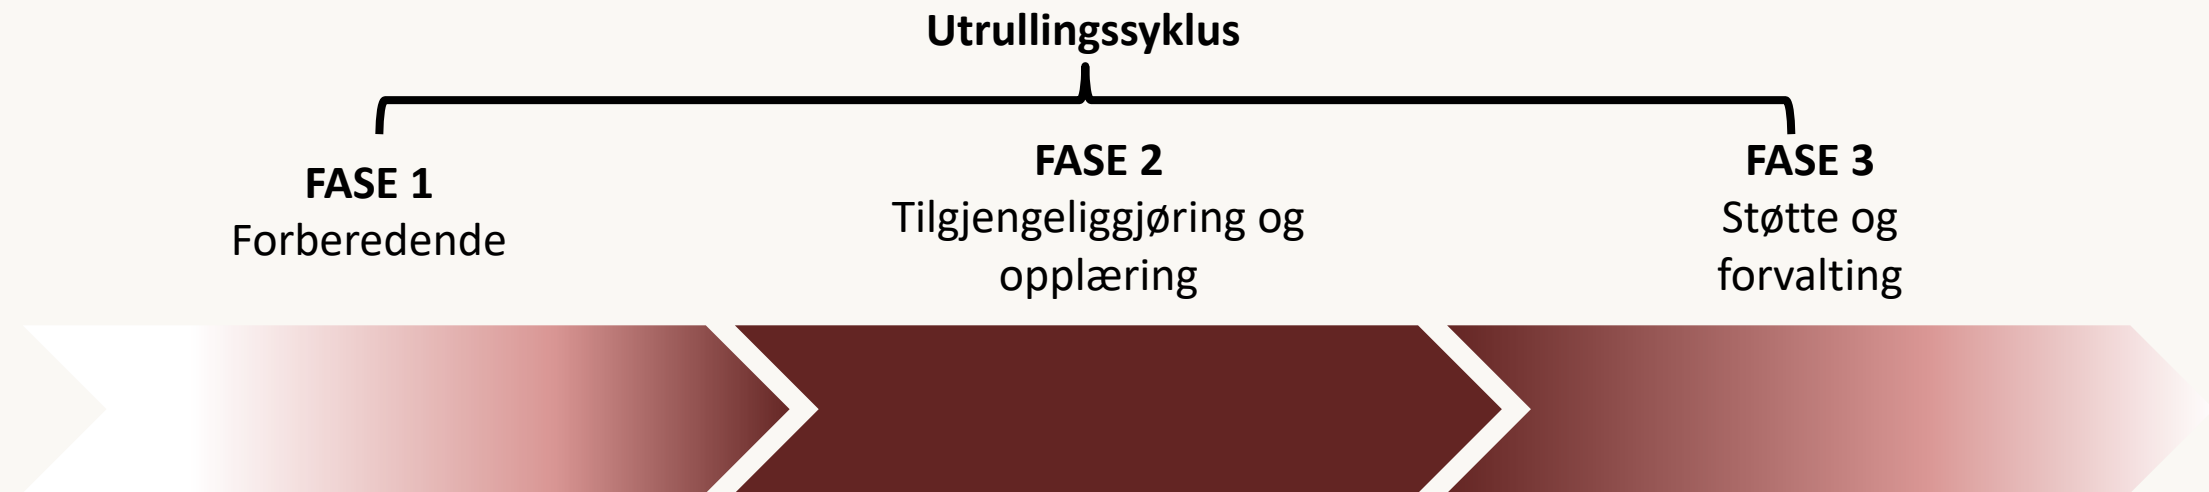 Utrullingssyklus
FASE 1
Forberedende
FASE 2
Tilgjengeliggjøring og
opplæring
FASE 3
Støtte og
forvalting